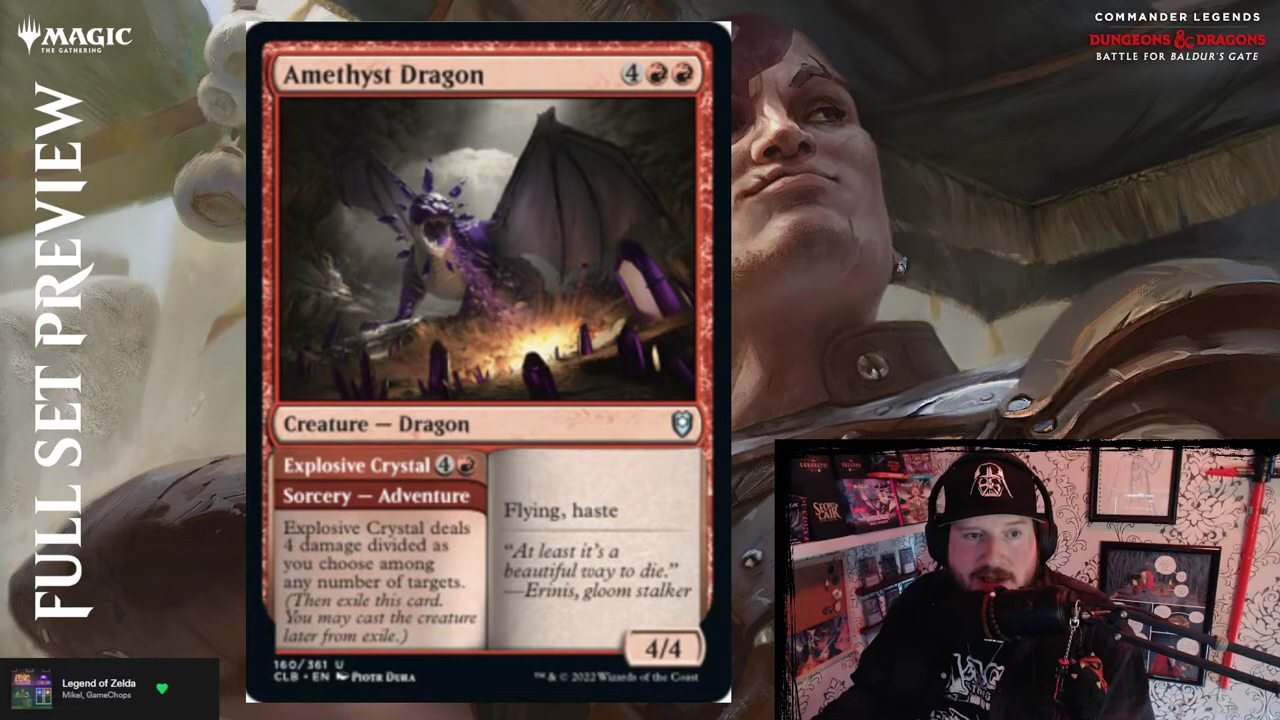 MAGIC
THE GATHERING
FULL SET PREVIEW
COMMANDER LEGENDS
DUNGEONS & DRAGONS
BATTLE FOR BALDUR'S GATE
Amethyst Dragon 4
Creature — Dragon
Explosive Crystal 4
Sorcery — Adventure
Explosive Crystal deals
4 damage divided as
you choose among
any number of targets.
(Then exile this card.
You may cast the creature
later from exile.)
Flying, haste
“At least it’s a
beautiful way to die.”
—Erinis, gloom stalker
4/4
160/361 U
CLB • EN Piotr Dura
™ & © 2022 Wizards of the Coast
Legend of Zelda
Mikel, GameChops
SECRET
LAIR